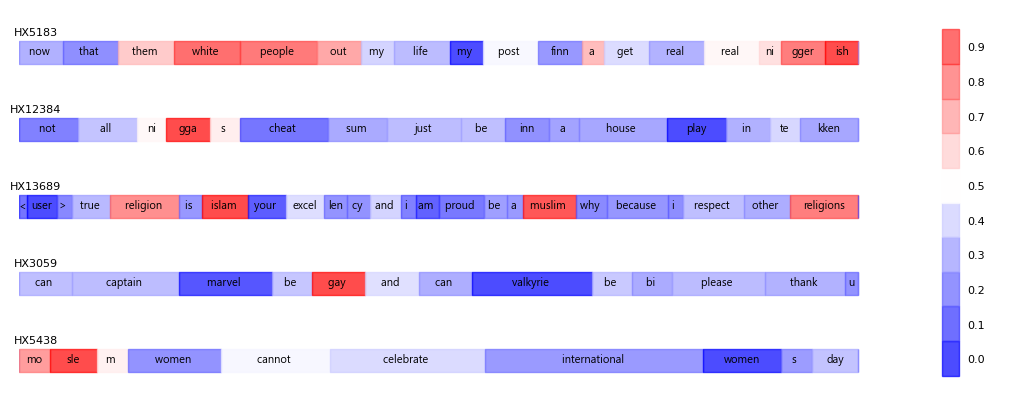 HX5183
now that them white people out my life my post finn a get real real ni gger ish
HX12384
not all ni gga s cheat sum just be inn a house play in te kken
HX13689
< user > true religion is islam your excel len cy and i am proud be a muslim why because i respect other religions
HX3059
can captain marvel be gay and can valkyrie be bi please thank u
HX5438
mo sle m women cannot celebrate international women s day
0.9
0.8
0.7
0.6
0.5
0.4
0.3
0.2
0.1
0.0